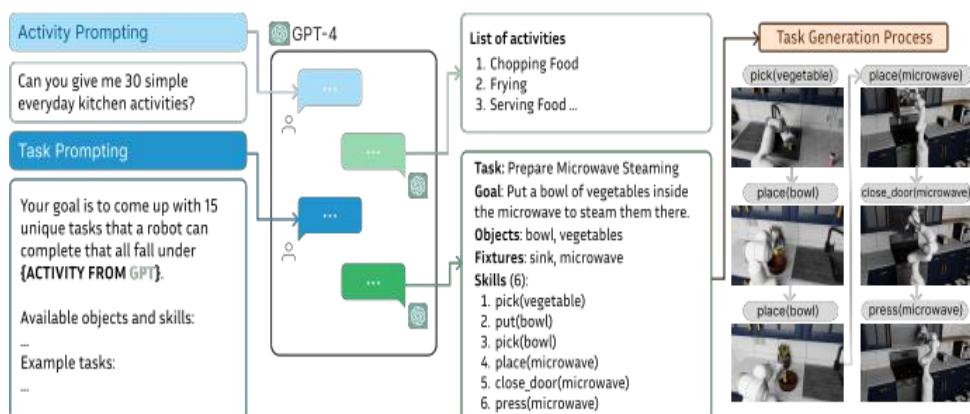 Activity Prompting
Can you give me 30 simple
everyday kitchen activities?
Task Prompting
Your goal is to come up with 15
unique tasks that a robot can
complete that all fall under
{ACTIVITY FROM GPT}.
Available objects and skills:
...
Example tasks:
...
GPT-4
...
...
...
...
List of activities
1. Chopping Food
2. Frying
3. Serving Food ...
Task: Prepare Microwave Steaming
Goal: Put a bowl of vegetables inside
the microwave to steam them there.
Objects: bowl, vegetables
Fixtures: sink, microwave
Skills (6):
1. pick(vegetable)
2. put(bowl)
3. pick(bowl)
4. place(microwave)
5. close_door(microwave)
6. press(microwave)
Task Generation Process
pick(vegetable)
place(bowl)
place(bowl)
place(microwave)
close_door(microwave)
press(microwave)